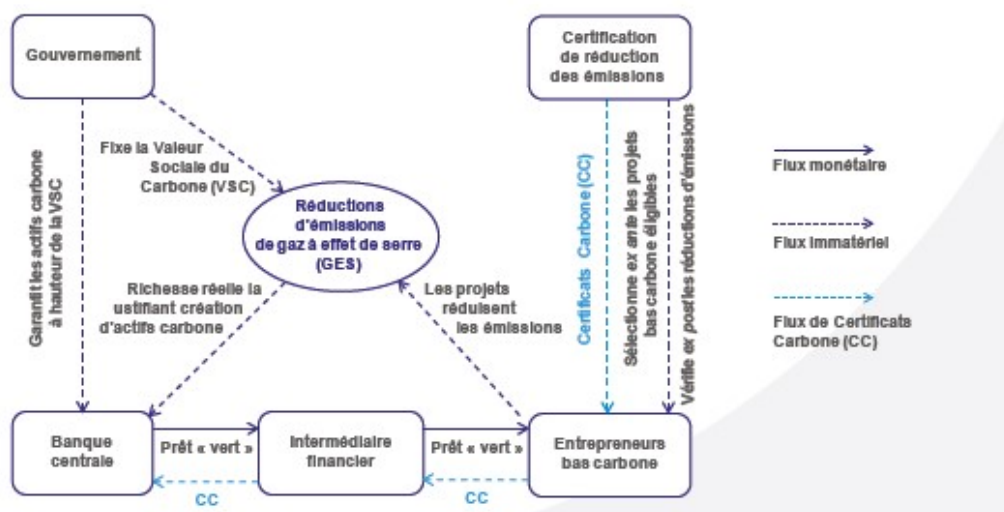 Gouvernement
Certification
de réduction
des émissions
Fixe la Valeur
Sociale du
Carbone (VSC)
Garantit les actifs carbone
à hauteur de la VSC
Réductions
d'émissions
de gaz à effet de serre
(GES)
Richesse réelle la
ustifiant création
d'actifs carbone
Les projets
réduisent
les émissions
Certificats Carbone (CC)
Sélectionne ex ante les projets
bas carbone éligibles
Vérifie ex post les réductions d'émissions
Flux monétaire
Flux immatériel
Flux de Certificats
Carbone (CC)
Banque
centrale
Prêt « vert »
CC
Intermédiaire
financier
Prêt « vert »
CC
Entrepreneurs
bas carbone